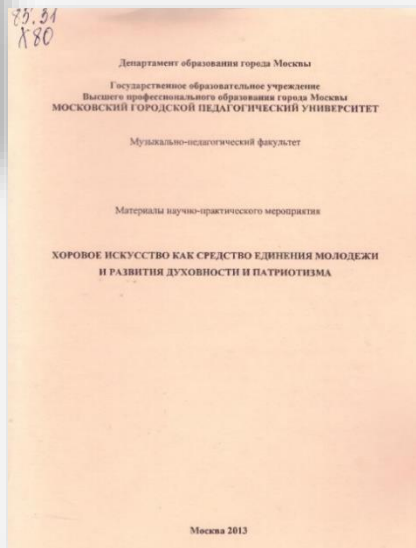 85.31
Х80
Департамент образования города Москвы
Государственное образовательное учреждение
Высшего профессионального образования города Москвы
МОСКОВСКИЙ ГОРОДСКОЙ ПЕДАГОГИЧЕСКИЙ УНИВЕРСИТЕТ
Музыкально-педагогический факультет
Материалы научно-практического мероприятия
ХОРОВОЕ ИСКУССТВО КАК СРЕДСТВО ЕДИНЕНИЯ МОЛОДЕЖИ
И РАЗВИТИЯ ДУХОВНОСТИ И ПАТРИОТИЗМА
Москва 2013